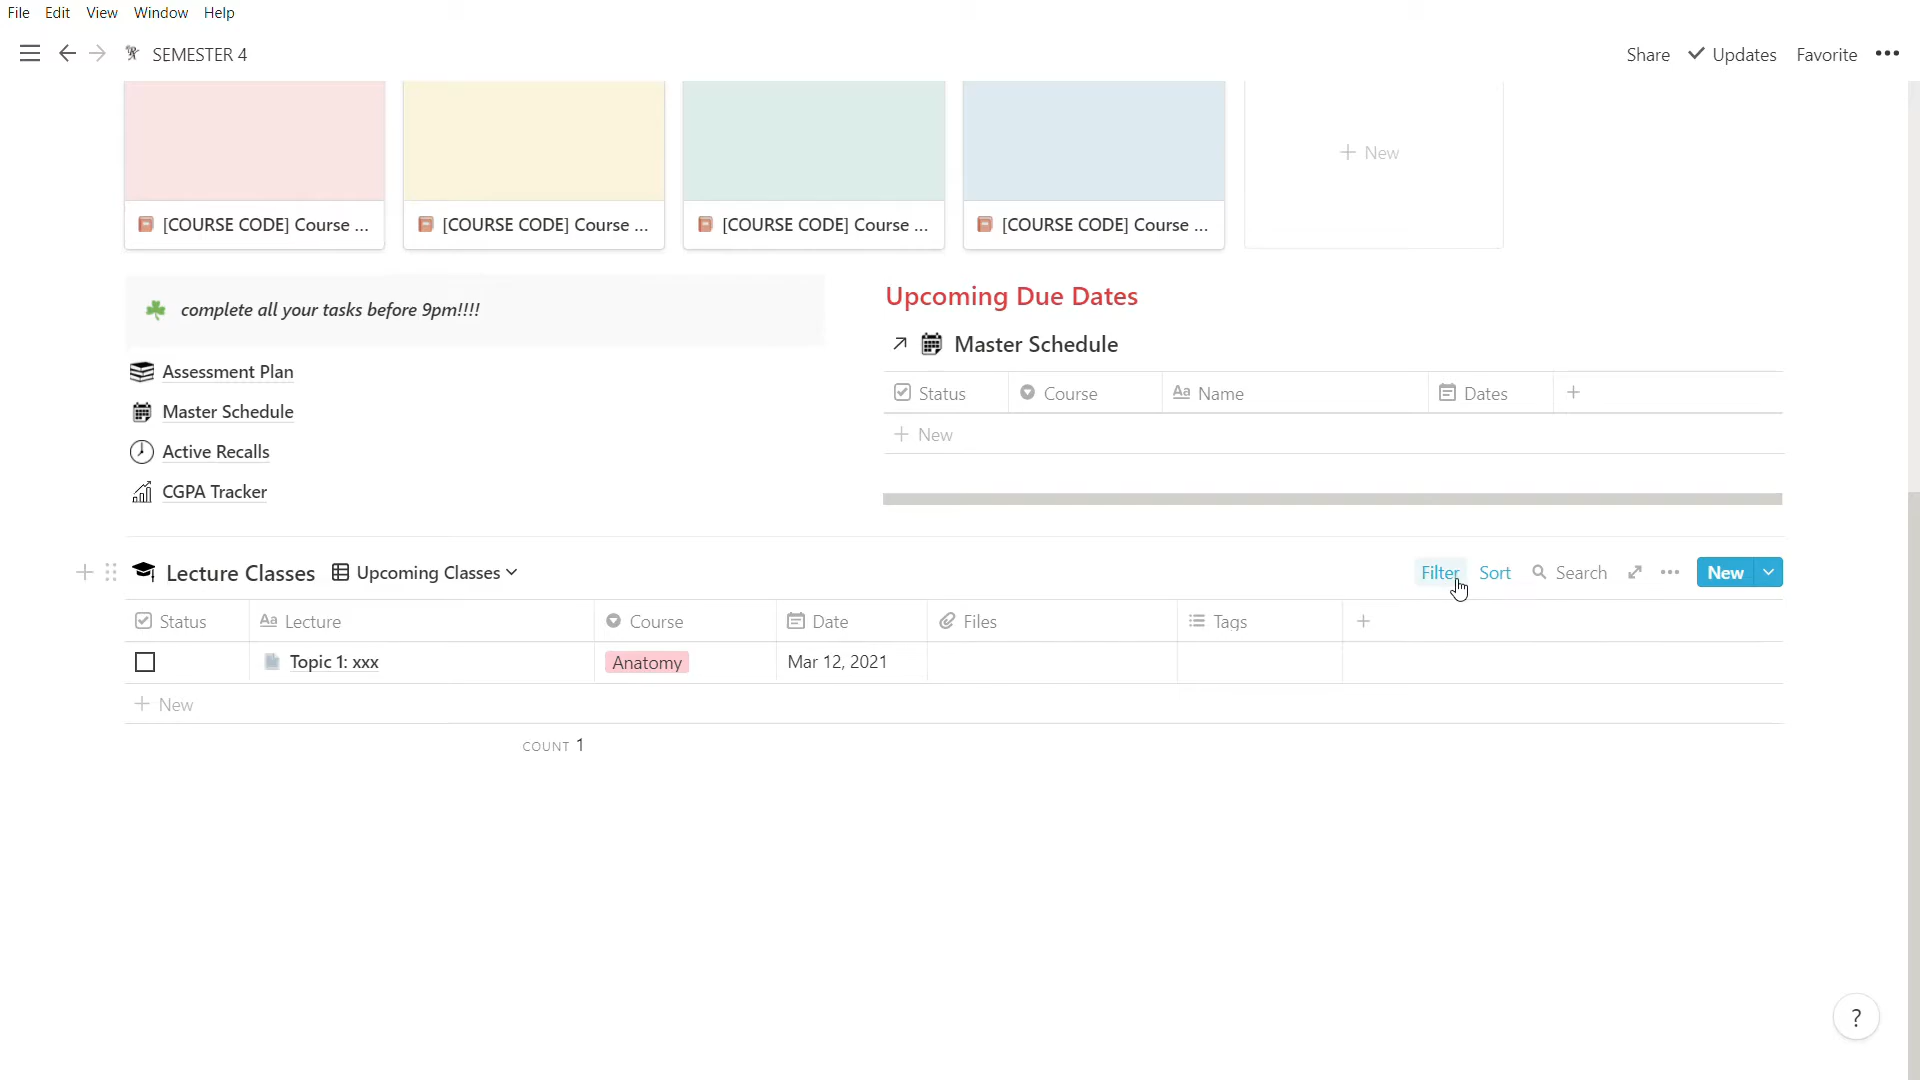 File Edit View Window Help
SEMESTER 4 Share Updates Favorite
[COURSE CODE] Course ... [COURSE CODE] Course ... [COURSE CODE] Course ... [COURSE CODE] Course ... + New
complete all your tasks before 9pm!!!!
Assessment Plan
Master Schedule
Active Recalls
CGPA Tracker
Upcoming Due Dates
Master Schedule
Status Aa Course Name Dates +
+ New
Lecture Classes Upcoming Classes Filter Sort Search New
Status Aa Lecture Course Date Files Tags +
Topic 1: xxx Anatomy Mar 12, 2021
+ New
COUNT 1
?